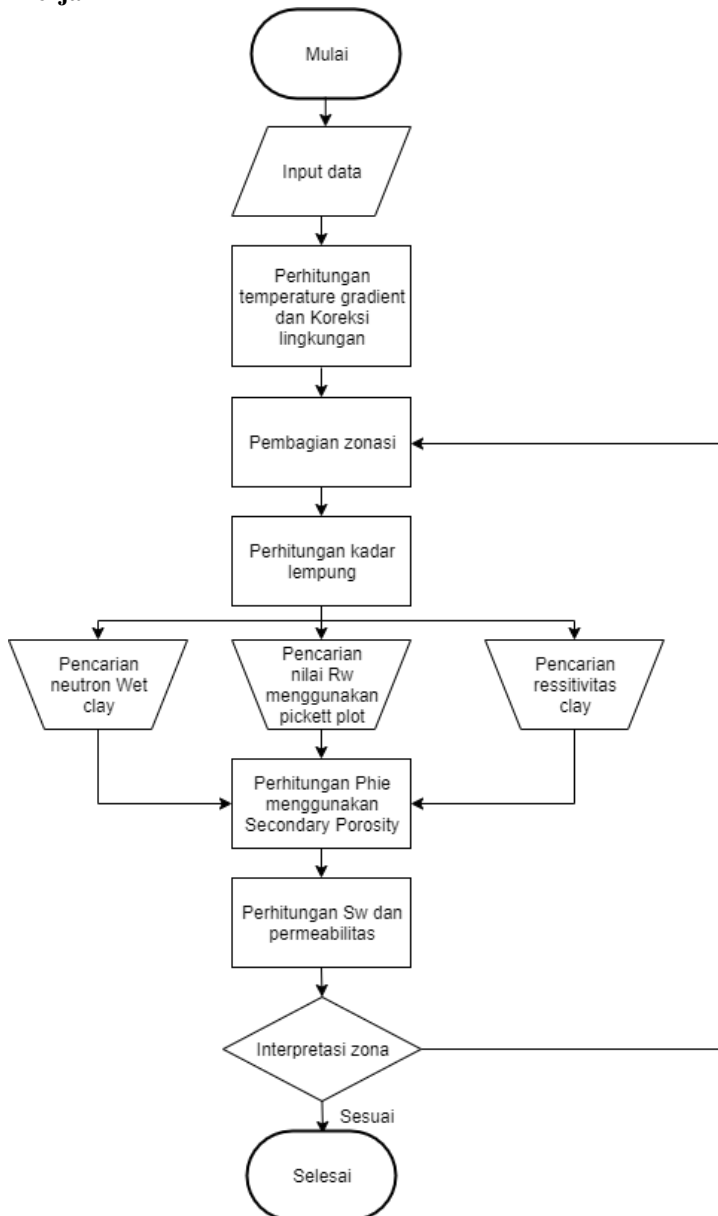 Mulai
Input data
Perhitungan
temperature gradient
dan Koreksi
lingkungan
Pembagian zonasi
Perhitungan kadar
lempung
Pencarian
neutron Wet
clay
Pencarian
nilai Rw
menggunakan
pickett plot
Pencarian
ressitivitas
clay
Perhitungan Phie
menggunakan
Secondary Porosity
Perhitungan Sw dan
permeabilitas
Interpretasi zona
Sesuai
Selesai